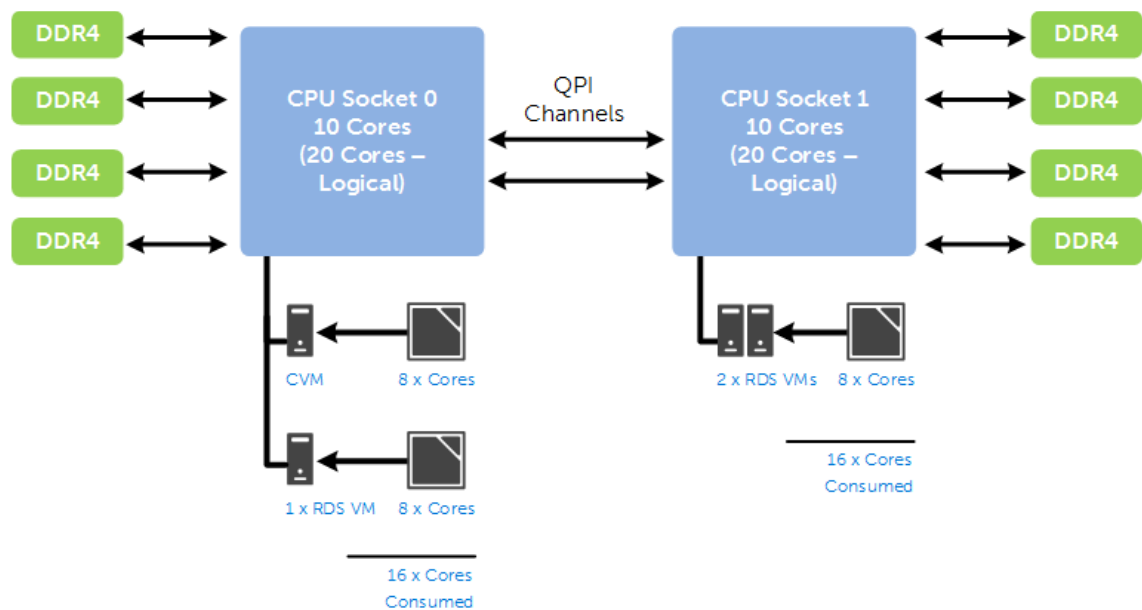 DDR4
DDR4
DDR4
DDR4
CPU Socket 0
10 Cores
(20 Cores –
Logical)
QPI
Channels
CPU Socket 1
10 Cores
(20 Cores –
Logical)
DDR4
DDR4
DDR4
DDR4
CVM
8 x Cores
1 x RDS VM
8 x Cores
16 x Cores
Consumed
2 x RDS VMs
8 x Cores
16 x Cores
Consumed